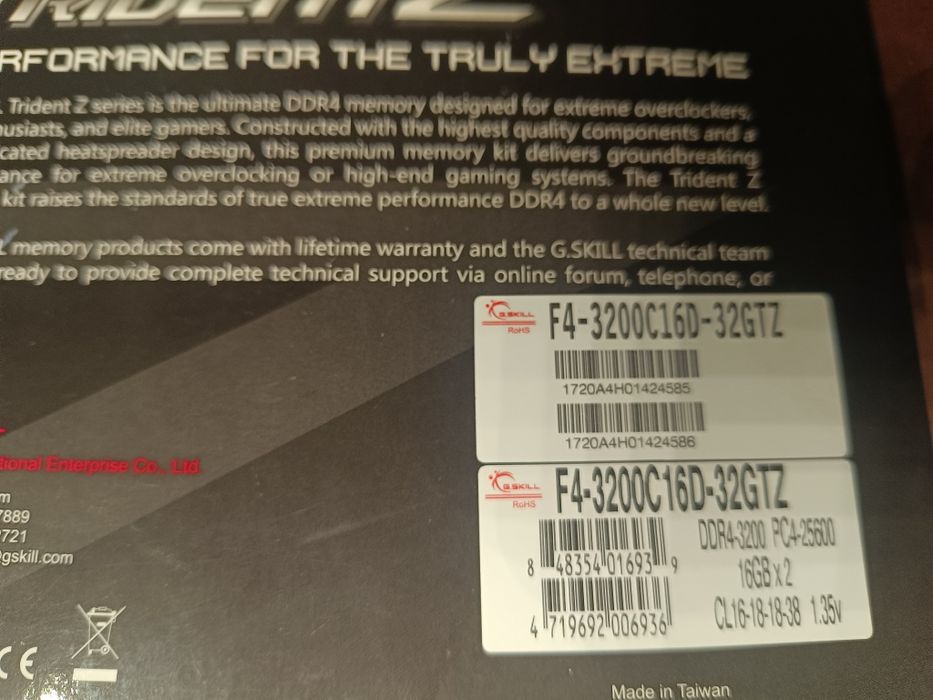 TRIDENT Z
RFORMANCE FOR THE TRULY EXTREME
. Trident Z series is the ultimate DDR4 memory designed for extreme overclockers,
usiasts, and elite gamers. Constructed with the highest quality components and a
cated heatspreader design, this premium memory kit delivers groundbreaking
ance for extreme overclocking or high-end gaming systems. The Trident Z
kit raises the standards of true extreme performance DDR4 to a whole new level.
L memory products come with lifetime warranty and the G.SKILL technical team
ready to provide complete technical support via online forum, telephone, or
G.SKILL
RoHS
F4-3200C16D-32GTZ
1720A4H01424585
1720A4H01424586
tional Enterprise Co., Ltd.
m
7889
2721
@gskill.com
G.SKILL
RoHS
F4-3200C16D-32GTZ
DDR4-3200 PC4-25600
8 48354 01693 9
16GB x 2
4 719692 006936
CL16-18-18-38 1.35v
CE
Made in Taiwan